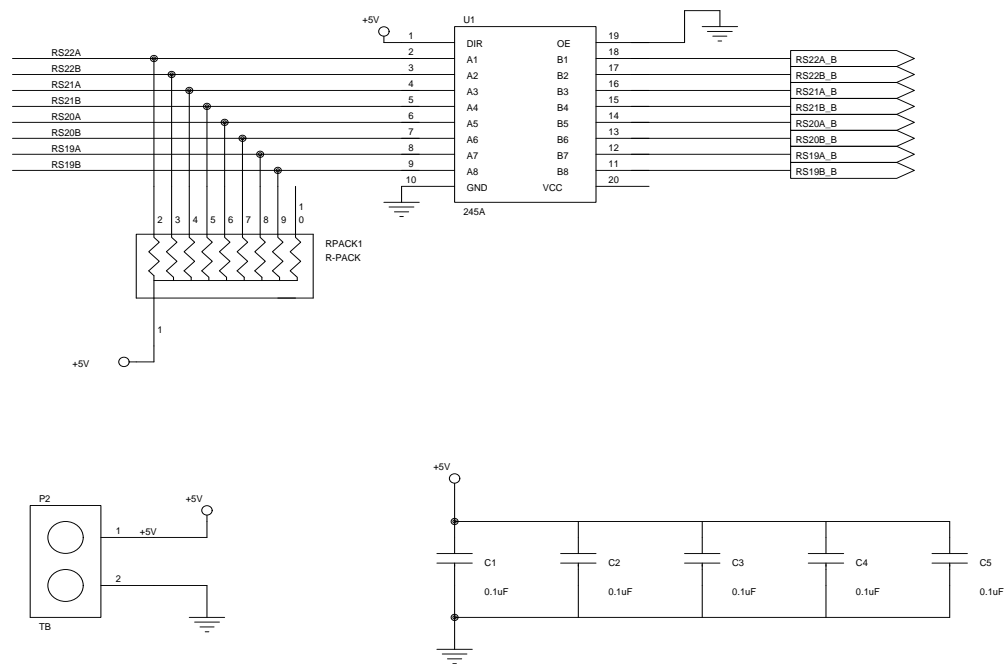 +5V
U1
1
DIR
OE
19
RS22A
2
A1
B1
18
RS22A_B
RS22B
3
A2
B2
17
RS22B_B
RS21A
4
A3
B3
16
RS21A_B
RS21B
5
A4
B4
15
RS21B_B
RS20A
6
A5
B5
14
RS20A_B
RS20B
7
A6
B6
13
RS20B_B
RS19A
8
A7
B7
12
RS19A_B
RS19B
9
A8
B8
11
RS19B_B
10
GND
VCC
20
245A
2 3 4 5 6 7 8 9 10
RPACK1
R-PACK
1
+5V
P2
+5V
1
+5V
2
TB
+5V
C1
C2
C3
C4
C5
0.1uF
0.1uF
0.1uF
0.1uF
0.1uF